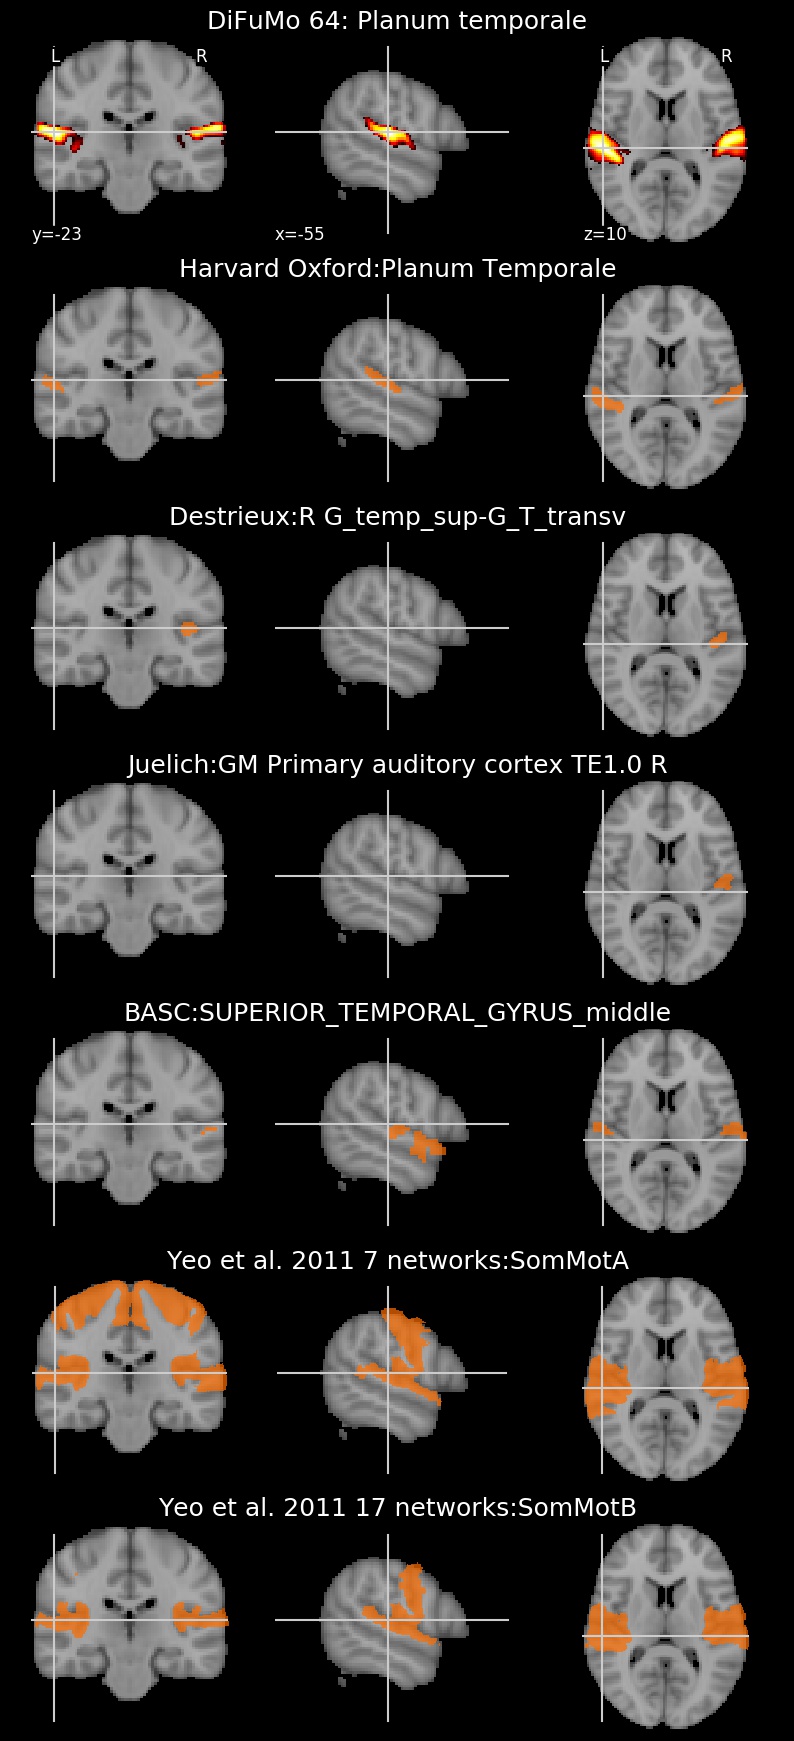 DiFuMo 64: Planum temporale
L R L R
y=-23 x=-55 z=10
Harvard Oxford:Planum Temporale
Destrieux:R G_temp_sup-G_T_transv
Juelich:GM Primary auditory cortex TE1.0 R
BASC:SUPERIOR_TEMPORAL_GYRUS_middle
Yeo et al. 2011 7 networks:SomMotA
Yeo et al. 2011 17 networks:SomMotB